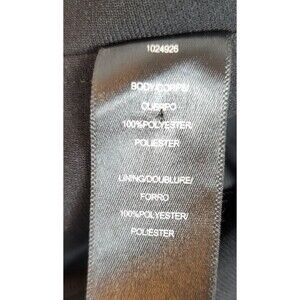 1024926
BODY/CORPS/
CUERPO
100%POLYESTER/
POLIESTER
LINING/DOUBLURE/
FORRO
100%POLYESTER/
POLIESTER